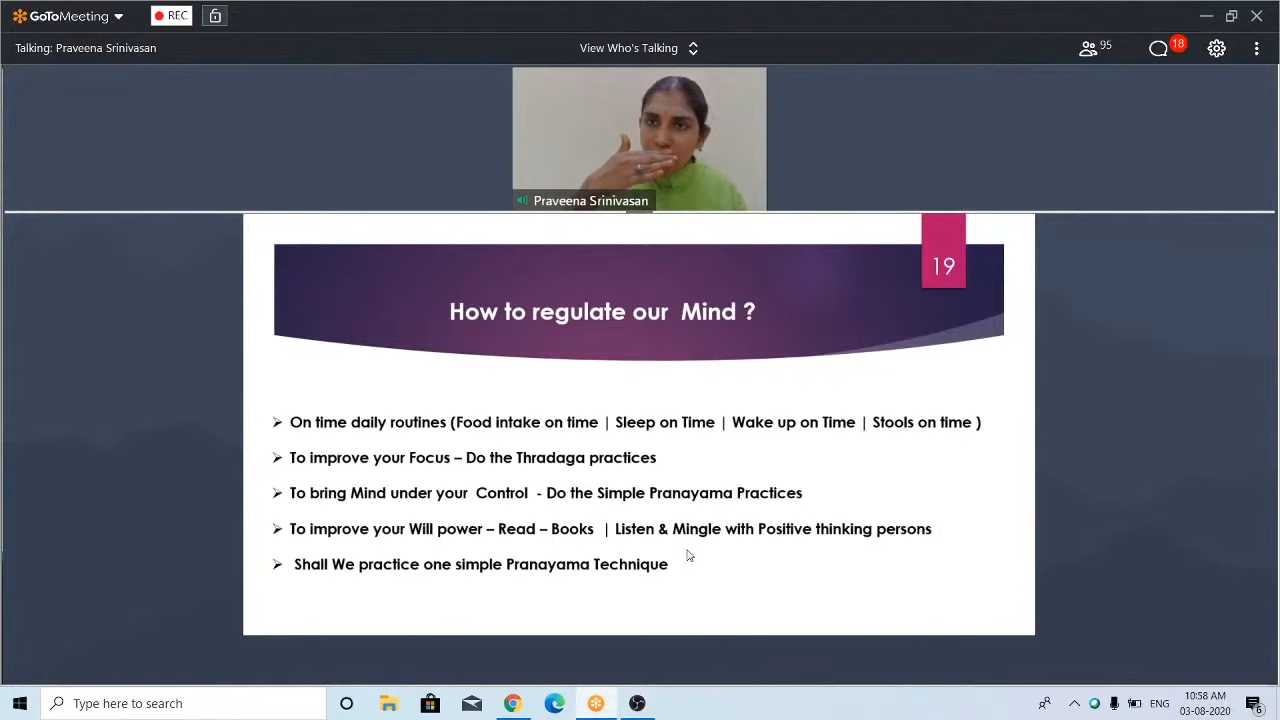 GoToMeeting
REC
Talking: Praveena Srinivasan
View Who's Talking
95
18
Praveena Srinivasan
19
How to regulate our Mind ?
On time daily routines (Food intake on time | Sleep on Time | Wake up on Time | Stools on time )
To improve your Focus – Do the Thradaga practices
To bring Mind under your Control - Do the Simple Pranayama Practices
To improve your Will power – Read – Books | Listen & Mingle with Positive thinking persons
Shall We practice one simple Pranayama Technique
Type here to search
ENG
10:58 AM
03-08-2020
6